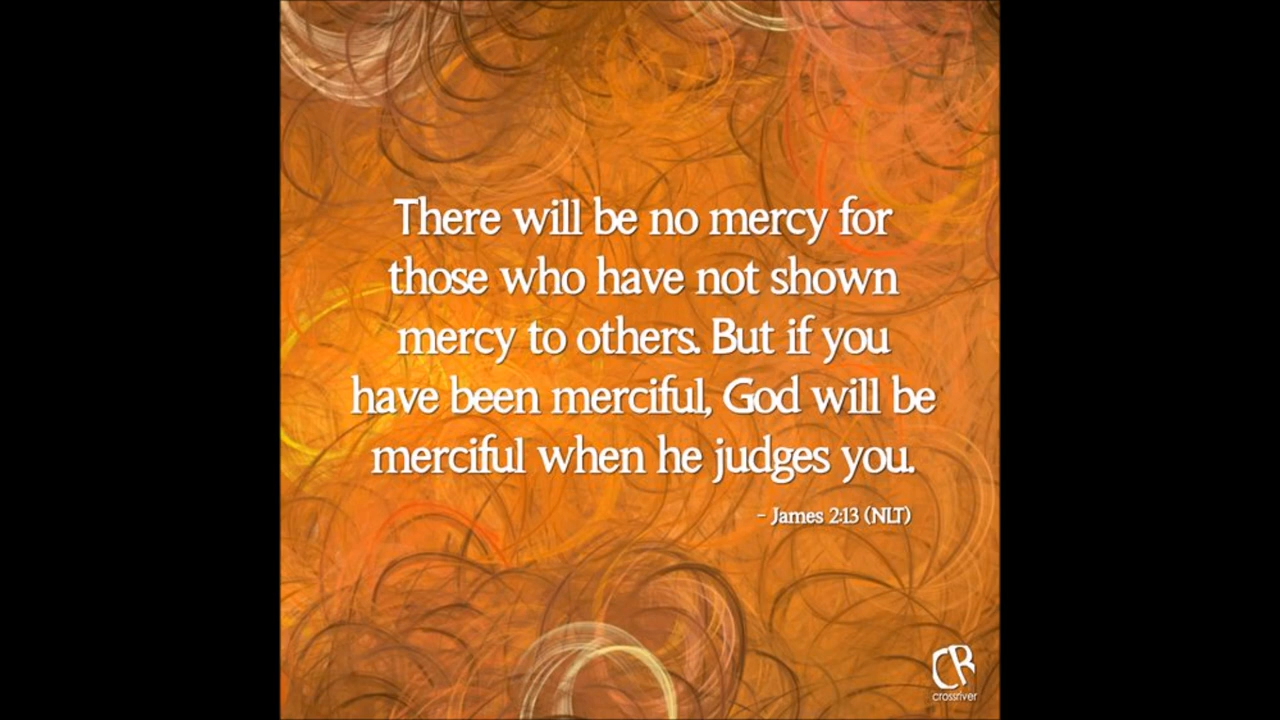 There will be no mercy for
those who have not shown
mercy to others. But if you
have been merciful, God will be
merciful when he judges you.
- James 2:13 (NLT)
CR
crossriver